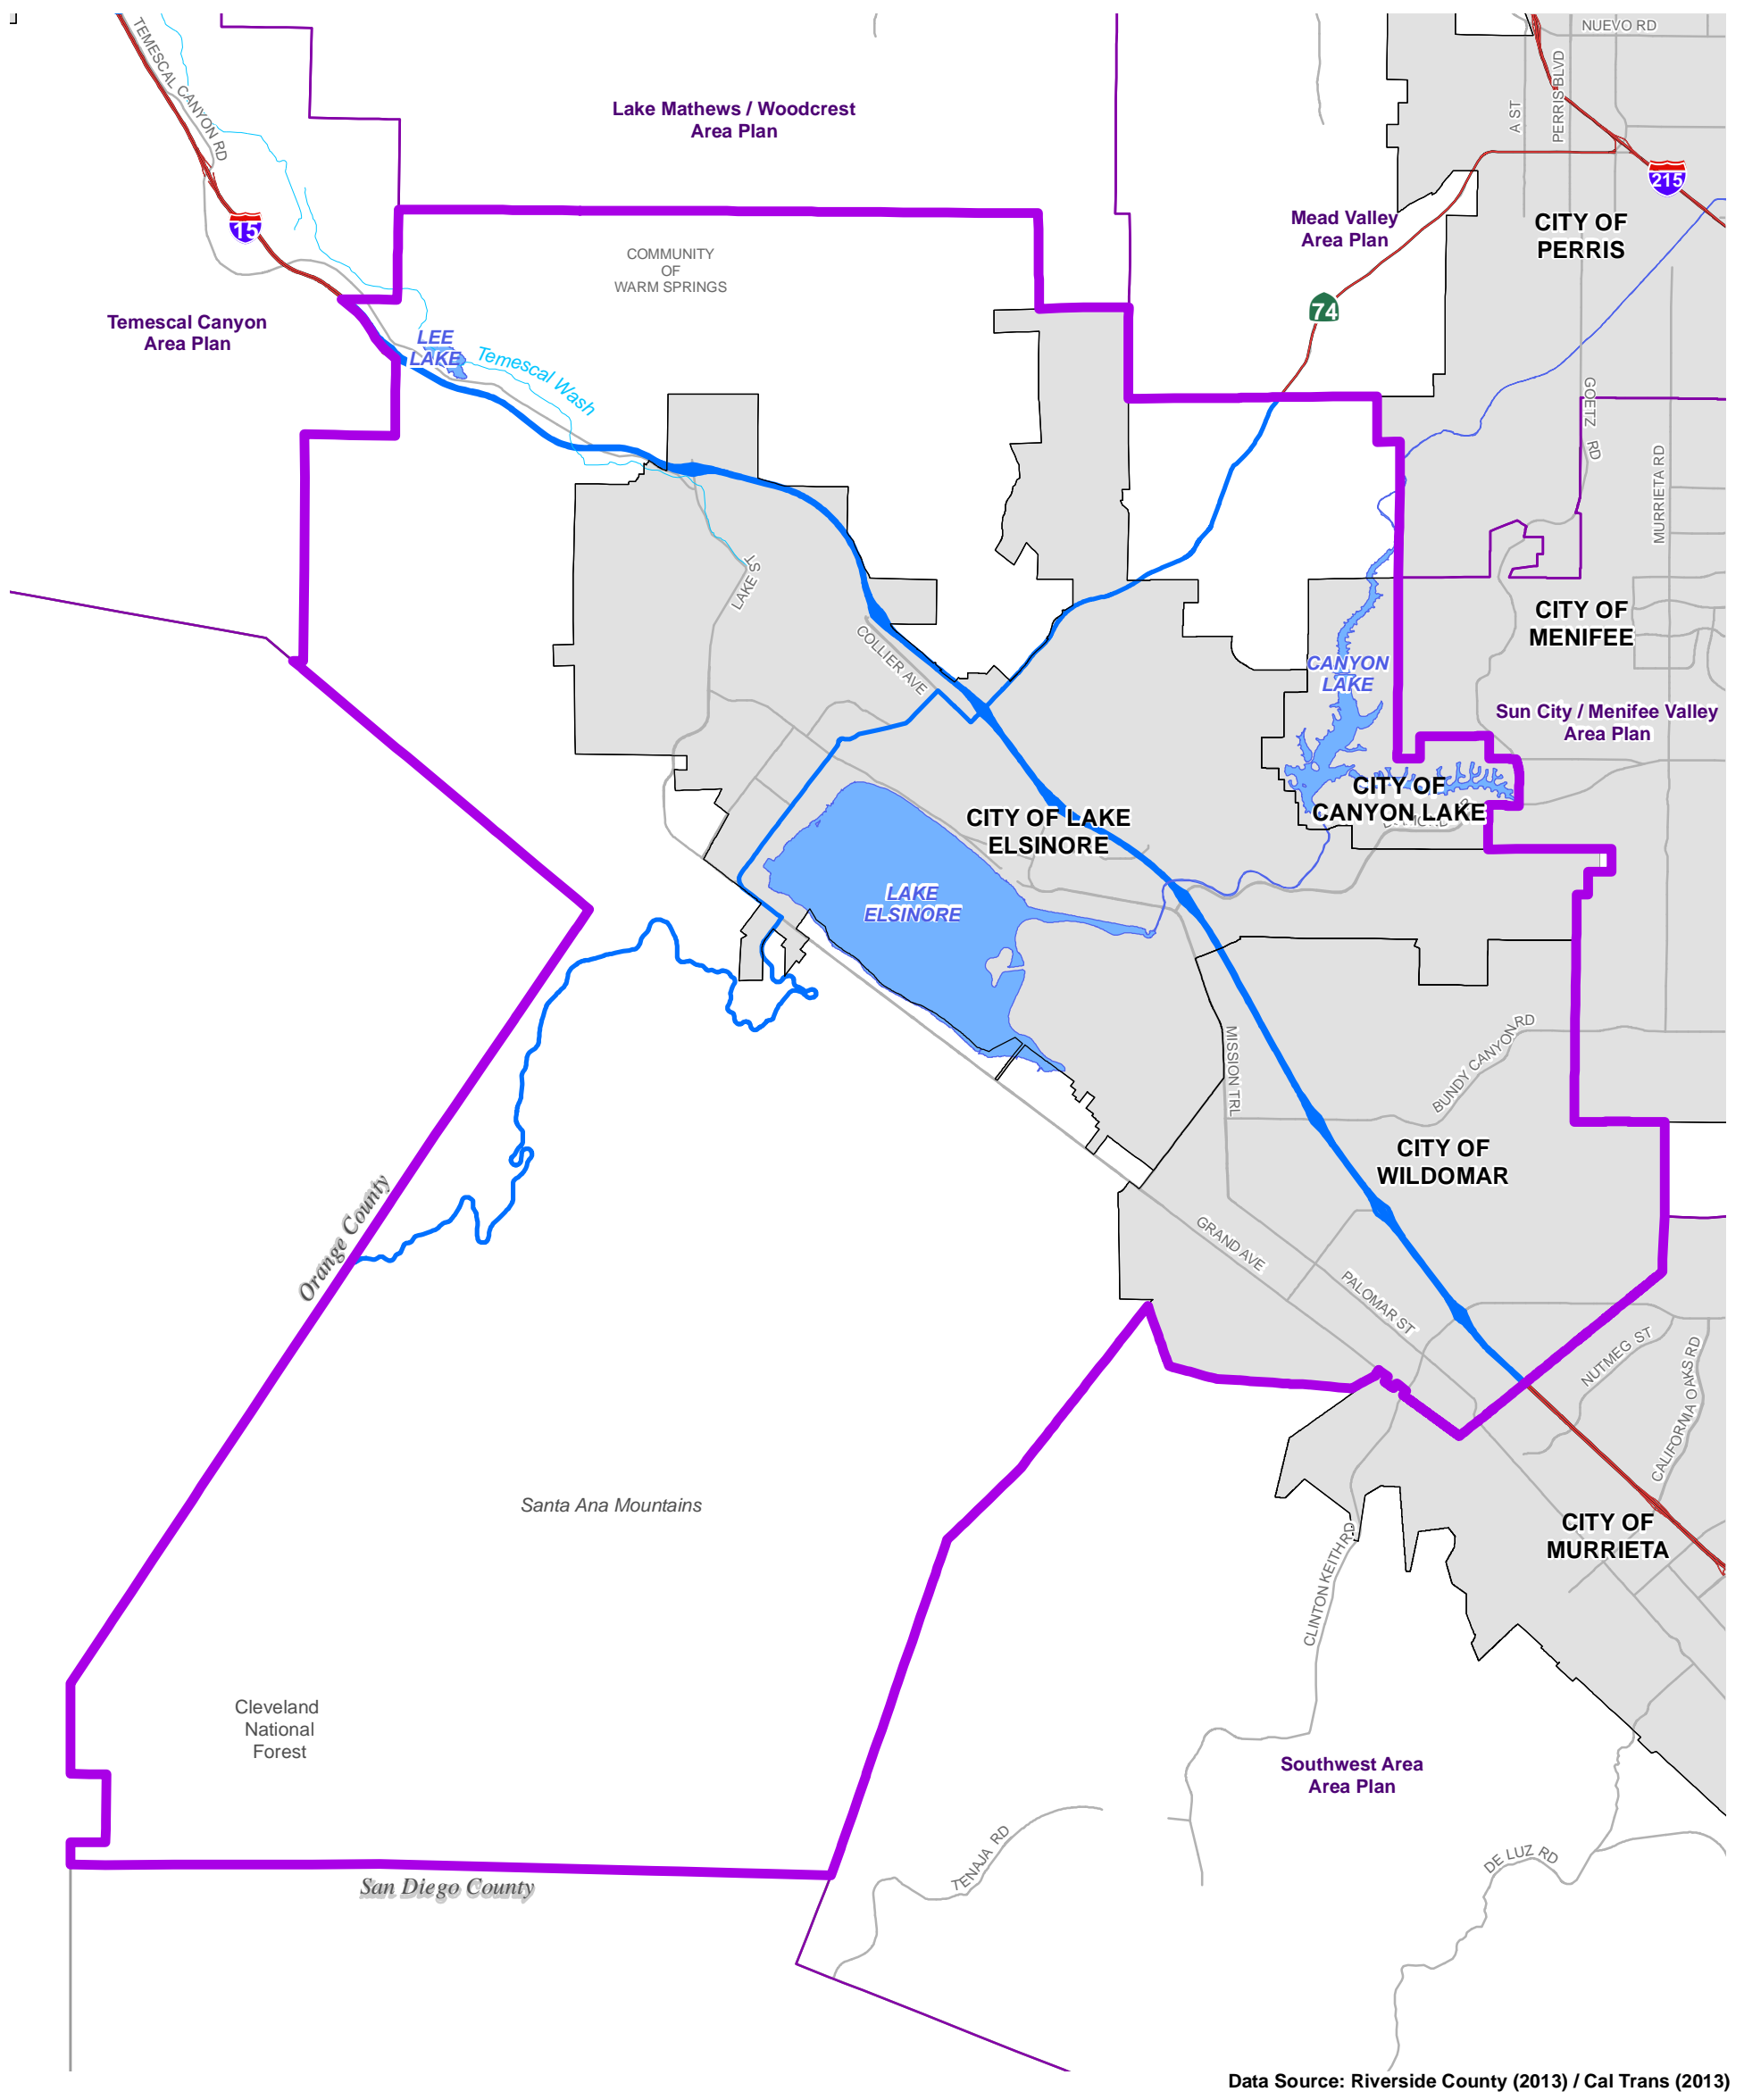 NUEVO RD
TEMESCAL CANYON RD
A ST
PERRIS BLVD
Lake Mathews / Woodcrest
Area Plan
215
15
Mead Valley
Area Plan
CITY OF
PERRIS
COMMUNITY
OF
WARM SPRINGS
74
Temescal Canyon
Area Plan
LEE
LAKE
Temescal Wash
GOETZ RD
MURRIETA RD
LAKE ST
COLLIER AVE
CITY OF
MENIFEE
CANYON
LAKE
Sun City / Menifee Valley
Area Plan
CITY OF
CANYON LAKE
CITY OF LAKE
ELSINORE
LAKE
ELSINORE
MISSION TRL
BUNDY CANYON RD
CITY OF
WILDOMAR
Orange County
GRAND AVE
PALOMAR ST
NUTMEG ST
CALIFORNIA OAKS RD
Santa Ana Mountains
CITY OF
MURRIETA
CLINTON KEITH RD
Cleveland
National
Forest
Southwest Area
Area Plan
TENAJA RD
DE LUZ RD
San Diego County
Data Source: Riverside County (2013) / Cal Trans (2013)